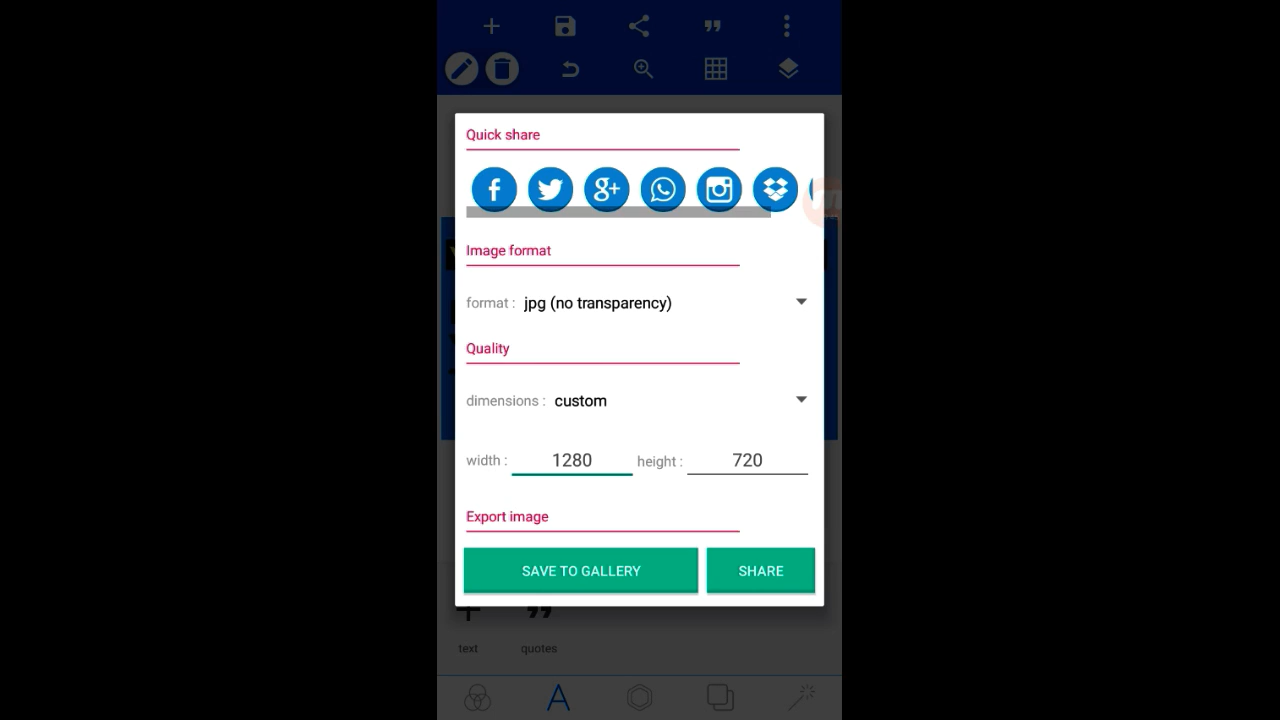 Quick share
Image format
format : jpg (no transparency)
Quality
dimensions : custom
width : 1280 height : 720
Export image
SAVE TO GALLERY SHARE
text quotes